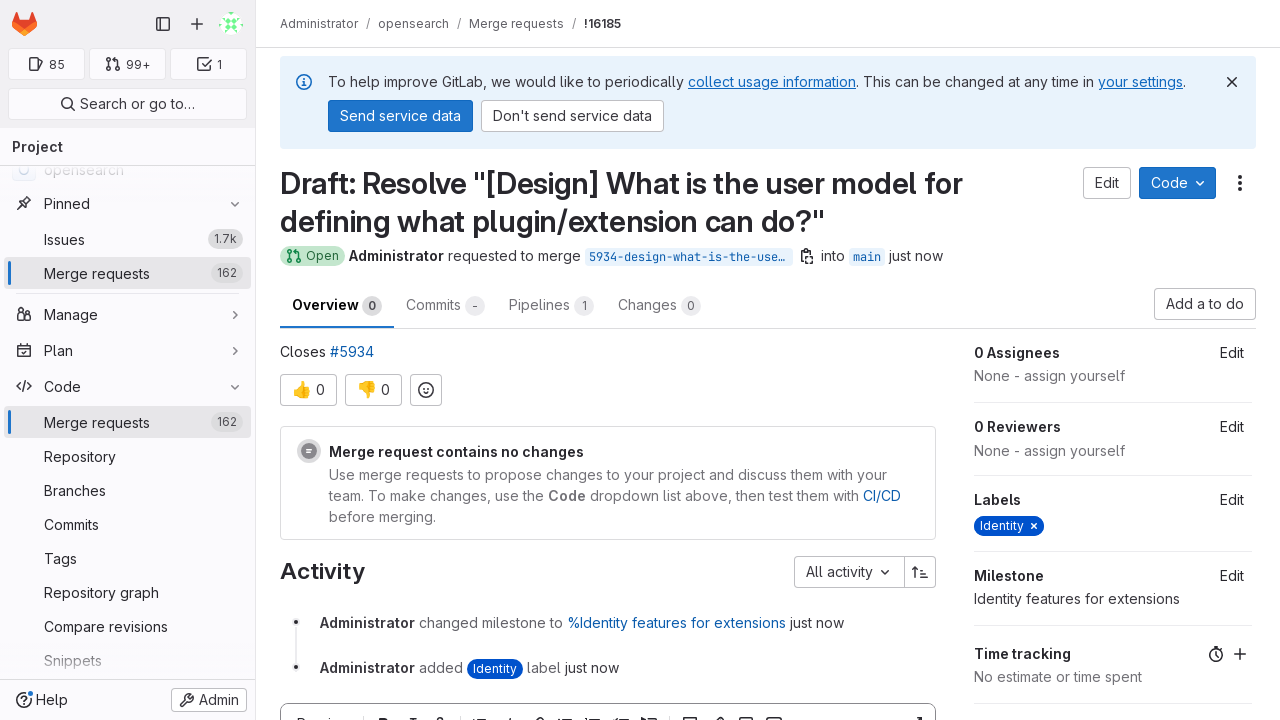 Administrator / opensearch / Merge requests / !16185
85
99+
1
Search or go to…
Project
opensearch
Pinned
Issues 1.7k
Merge requests 162
Manage
Plan
Code
Merge requests 162
Repository
Branches
Commits
Tags
Repository graph
Compare revisions
Snippets
Help
Admin
To help improve GitLab, we would like to periodically collect usage information. This can be changed at any time in your settings.
Send service data
Don't send service data
Draft: Resolve "[Design] What is the user model for
defining what plugin/extension can do?"
Edit
Code
Open Administrator requested to merge 5934-design-what-is-the-use… into main just now
Overview 0
Commits -
Pipelines 1
Changes 0
Add a to do
Closes #5934
👍 0
👎 0
Merge request contains no changes
Use merge requests to propose changes to your project and discuss them with your
team. To make changes, use the Code dropdown list above, then test them with CI/CD
before merging.
Activity
All activity
Administrator changed milestone to %Identity features for extensions just now
Administrator added Identity label just now
0 Assignees Edit
None - assign yourself
0 Reviewers Edit
None - assign yourself
Labels Edit
Identity ×
Milestone Edit
Identity features for extensions
Time tracking
No estimate or time spent